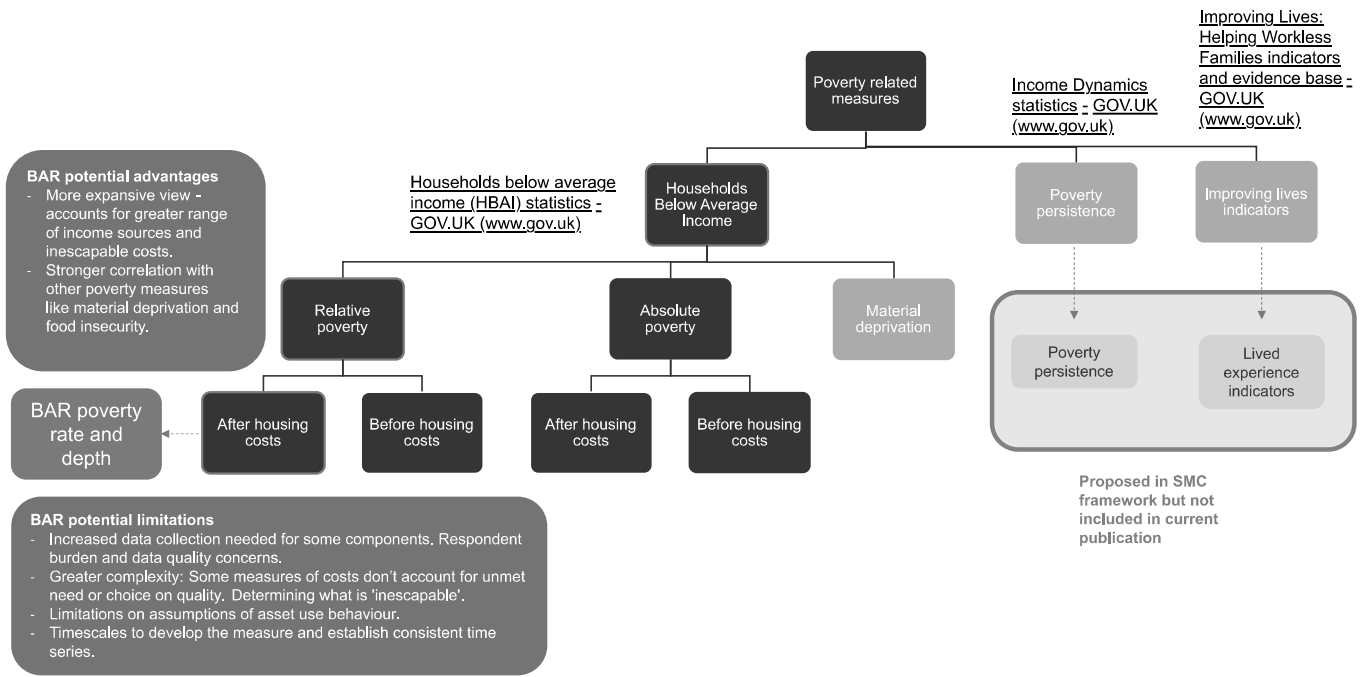 Poverty related
measures
Income Dynamics
statistics - GOV.UK
(www.gov.uk)
Improving Lives:
Helping Workless
Families indicators
and evidence base -
GOV.UK
(www.gov.uk)
BAR potential advantages
- More expansive view -
accounts for greater range
of income sources and
inescapable costs.
- Stronger correlation with
other poverty measures
like material deprivation and
food insecurity.
Households below average
income (HBAI) statistics -
GOV.UK (www.gov.uk)
Households
Below Average
Income
Poverty
persistence
Improving lives
indicators
Relative
poverty
Absolute
poverty
Material
deprivation
Poverty
persistence
Lived
experience
indicators
BAR poverty
rate and
depth
After housing
costs
Before housing
costs
After housing
costs
Before housing
costs
Proposed in SMC
framework but not
included in current
publication
BAR potential limitations
- Increased data collection needed for some components. Respondent
burden and data quality concerns.
- Greater complexity: Some measures of costs don't account for unmet
need or choice on quality. Determining what is 'inescapable'.
- Limitations on assumptions of asset use behaviour.
- Timescales to develop the measure and establish consistent time
series.